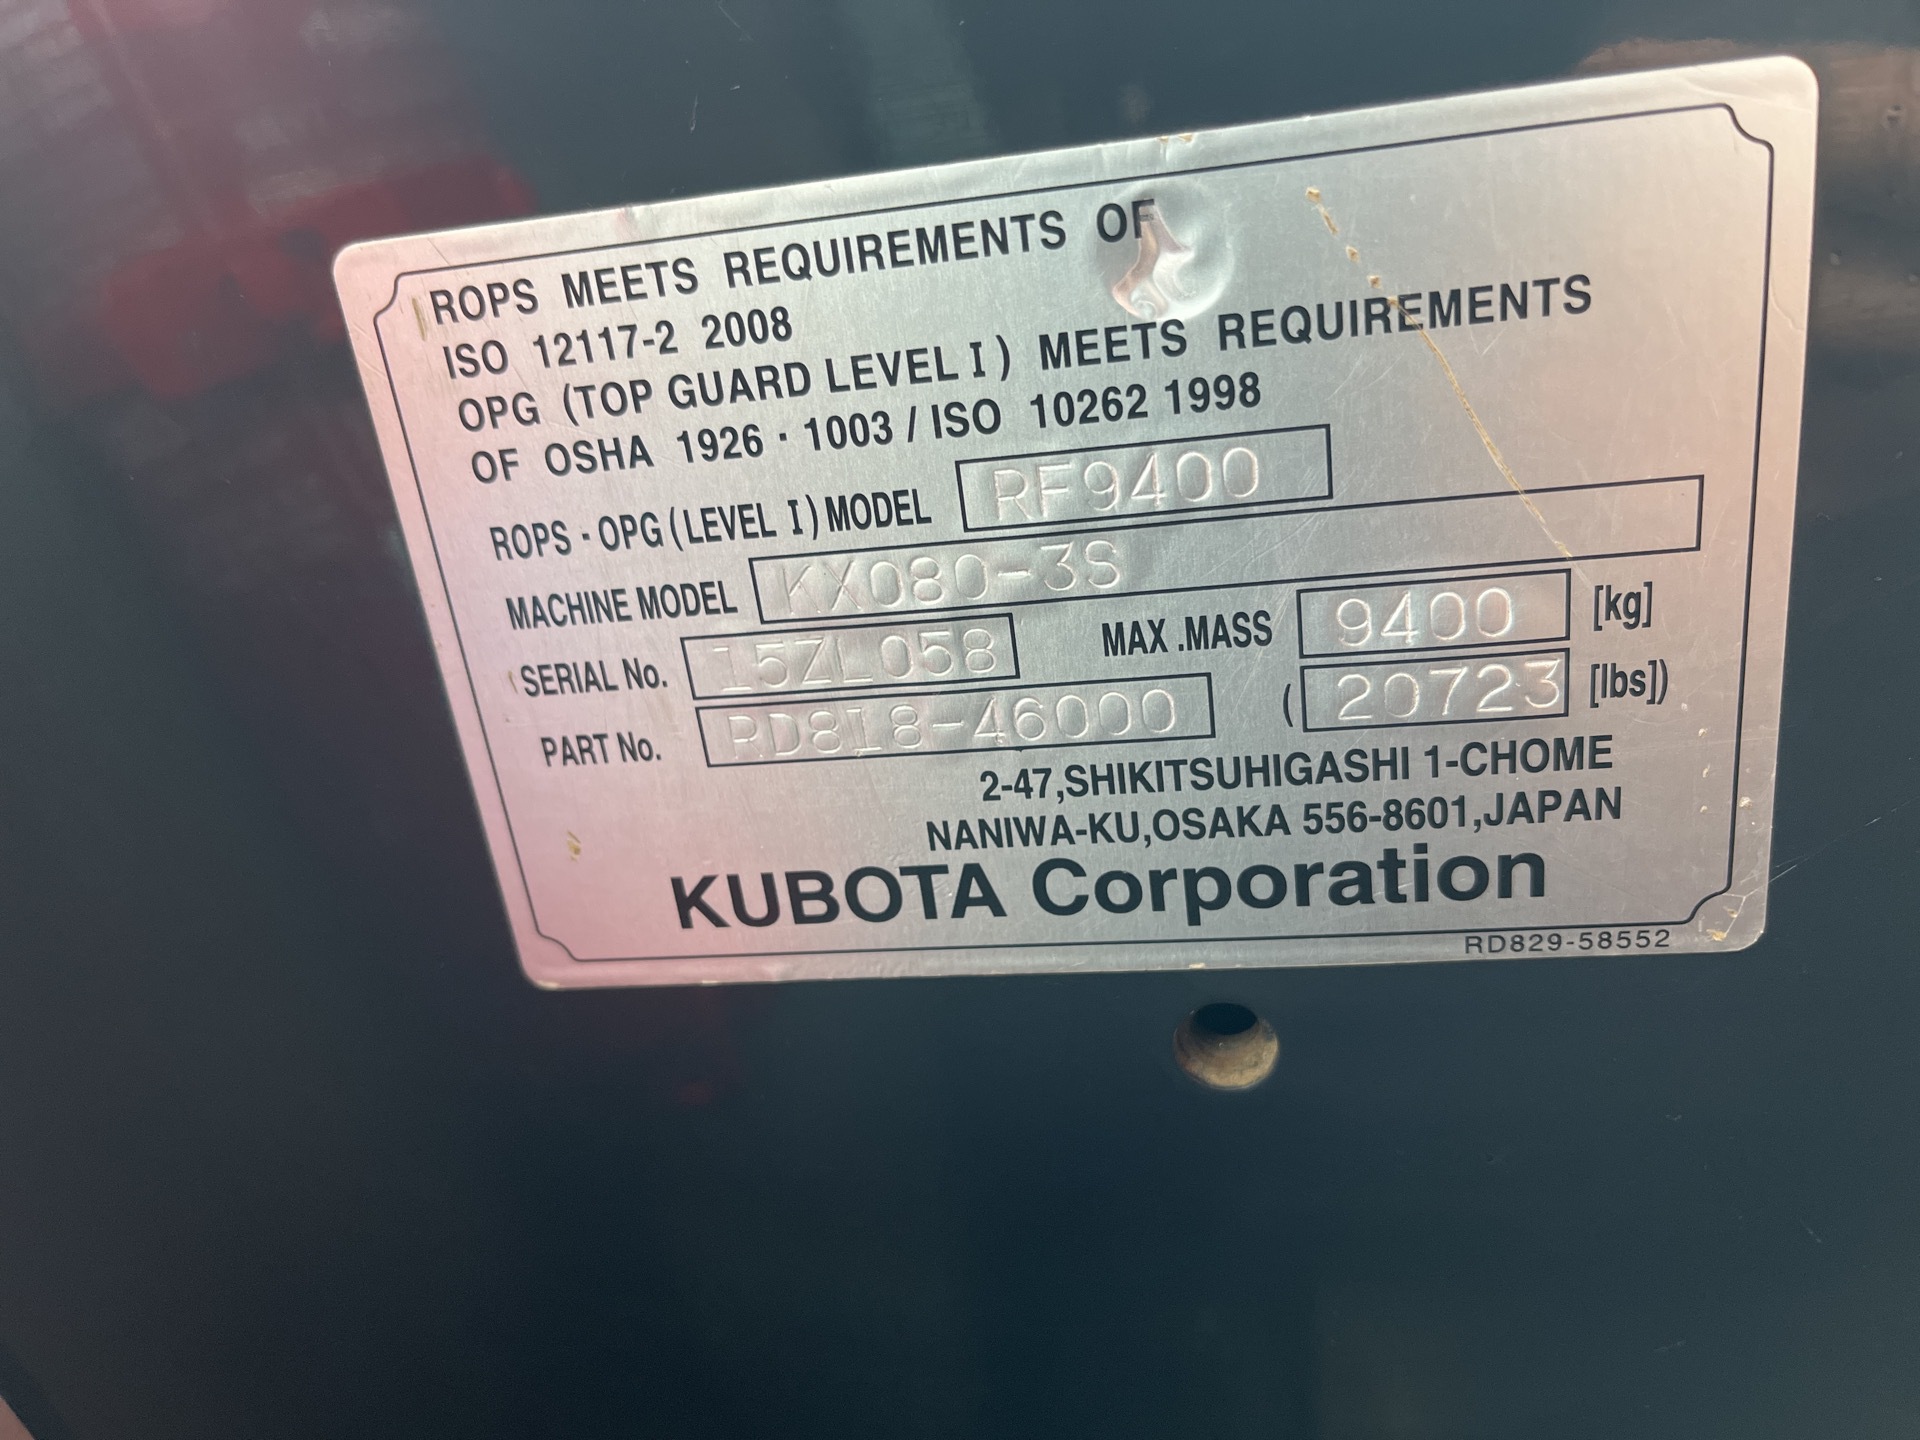 ROPS MEETS REQUIREMENTS OF
ISO 12117-2 2008
OPG (TOP GUARD LEVEL I) MEETS REQUIREMENTS
OF OSHA 1926・1003 / ISO 10262 1998
ROPS・OPG(LEVEL I)MODEL RF9400
MACHINE MODEL KX080-3S
SERIAL No. 15ZL058 MAX .MASS 9400 [kg]
PART No. RD818-46000 (20723 [lbs])
2-47,SHIKITSUHIGASHI 1-CHOME
NANIWA-KU,OSAKA 556-8601,JAPAN
KUBOTA Corporation
RD829-58552